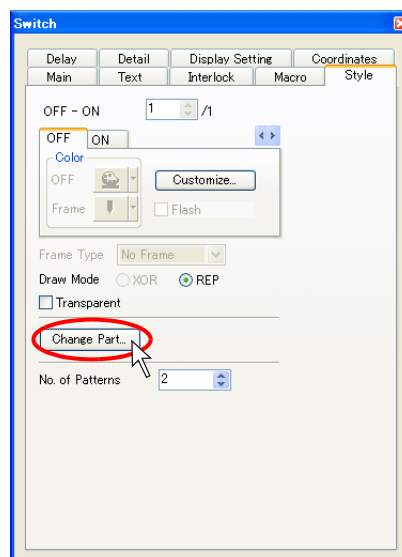 Switch
Delay Detail Display Setting Coordinates
Main Text Interlock Macro Style
OFF - ON 1 /1
OFF ON
Color
OFF Customize...
Frame Flash
Frame Type No Frame
Draw Mode XOR REP
Transparent
Change Part...
No. of Patterns 2